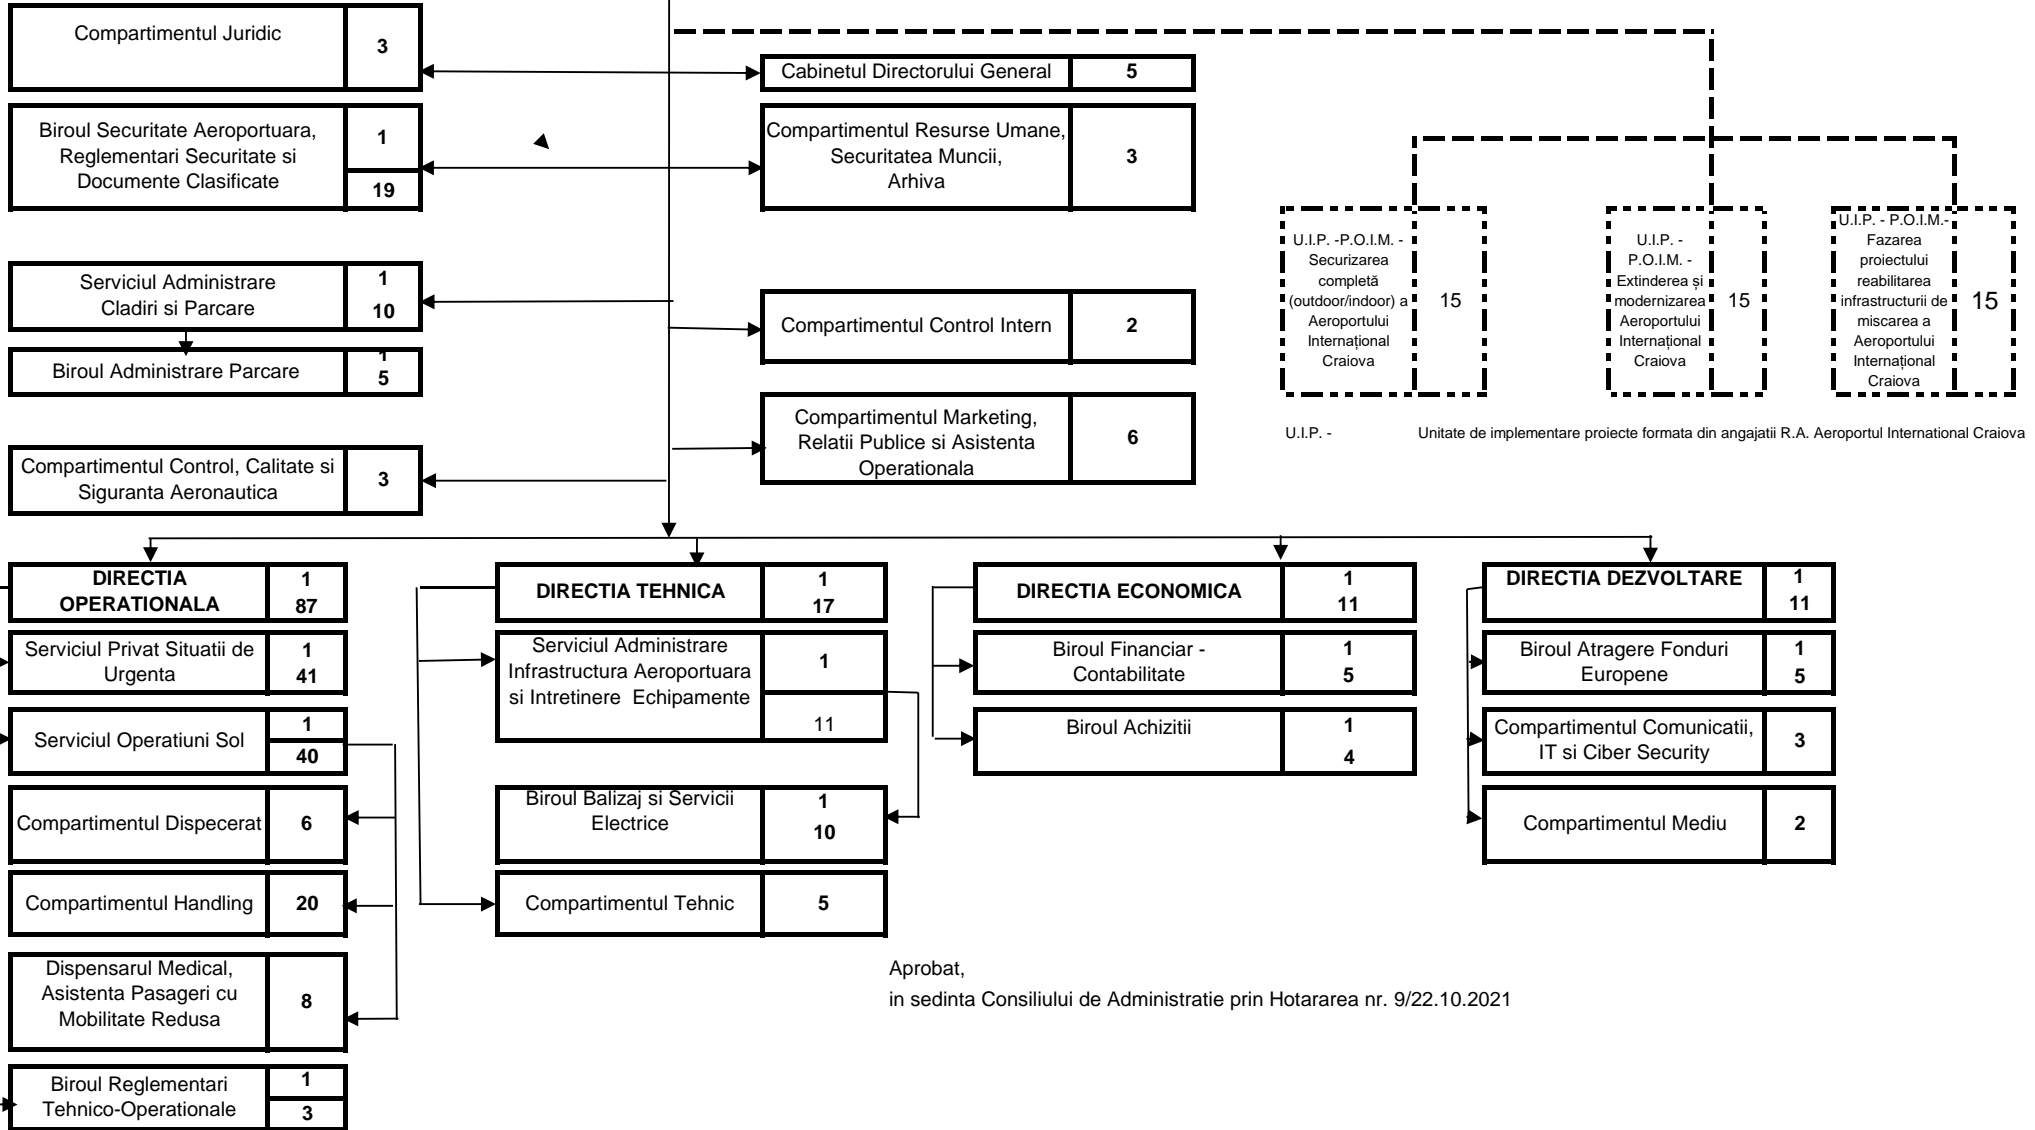 Compartimentul Juridic
3
Cabinetul Directorului General
5
Biroul Securitate Aeroportuara,
Reglementari Securitate si
Documente Clasificate
1
19
Compartimentul Resurse Umane,
Securitatea Muncii,
Arhiva
3
Serviciul Administrare
Cladiri si Parcare
1
10
Biroul Administrare Parcare
1
5
Compartimentul Control Intern
2
Compartimentul Marketing,
Relatii Publice si Asistenta
Operationala
6
Compartimentul Control, Calitate si
Siguranta Aeronautica
3
U.I.P. -P.O.I.M. -
Securizarea
completă
(outdoor/indoor) a
Aeroportului
Internațional
Craiova
15
U.I.P. -
P.O.I.M. -
Extinderea și
modernizarea
Aeroportului
Internațional
Craiova
15
U.I.P. - P.O.I.M.-
Fazarea
proiectului
reabilitarea
infrastructurii de
miscarea a
Aeroportului
Internațional
Craiova
15
U.I.P. - Unitate de implementare proiecte formata din angajatii R.A. Aeroportul International Craiova
DIRECTIA
OPERATIONALA
1
87
Serviciul Privat Situatii de
Urgenta
1
41
Serviciul Operatiuni Sol
1
40
Compartimentul Dispecerat
6
Compartimentul Handling
20
Dispensarul Medical,
Asistenta Pasageri cu
Mobilitate Redusa
8
Biroul Reglementari
Tehnico-Operationale
1
3
DIRECTIA TEHNICA
1
17
Serviciul Administrare
Infrastructura Aeroportuara
si Intretinere Echipamente
1
11
Biroul Balizaj si Servicii
Electrice
1
10
Compartimentul Tehnic
5
DIRECTIA ECONOMICA
1
11
Biroul Financiar -
Contabilitate
1
5
Biroul Achizitii
1
4
DIRECTIA DEZVOLTARE
1
11
Biroul Atragere Fonduri
Europene
1
5
Compartimentul Comunicatii,
IT si Ciber Security
3
Compartimentul Mediu
2
Aprobat,
in sedinta Consiliului de Administratie prin Hotararea nr. 9/22.10.2021